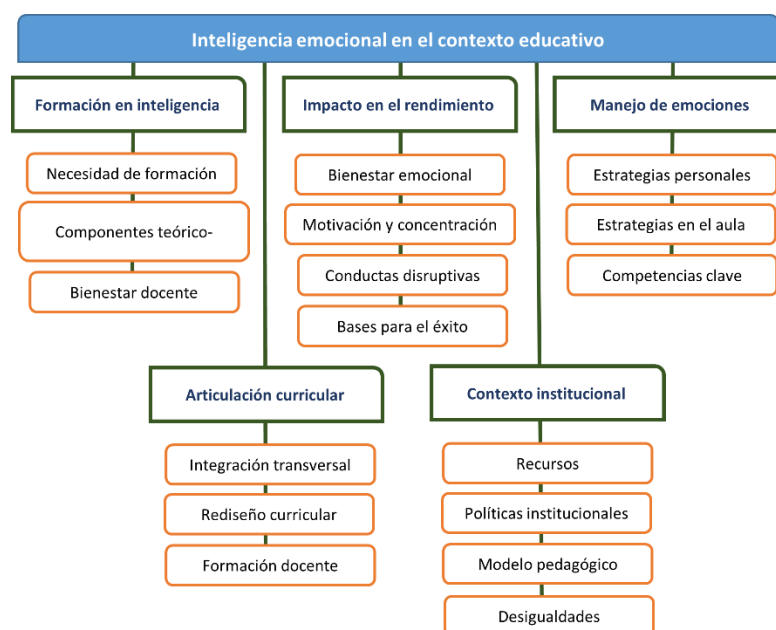 Inteligencia emocional en el contexto educativo
Formación en inteligencia
Necesidad de formación
Componentes teórico-
Bienestar docente
Impacto en el rendimiento
Bienestar emocional
Motivación y concentración
Conductas disruptivas
Bases para el éxito
Manejo de emociones
Estrategias personales
Estrategias en el aula
Competencias clave
Articulación curricular
Integración transversal
Rediseño curricular
Formación docente
Contexto institucional
Recursos
Políticas institucionales
Modelo pedagógico
Desigualdades